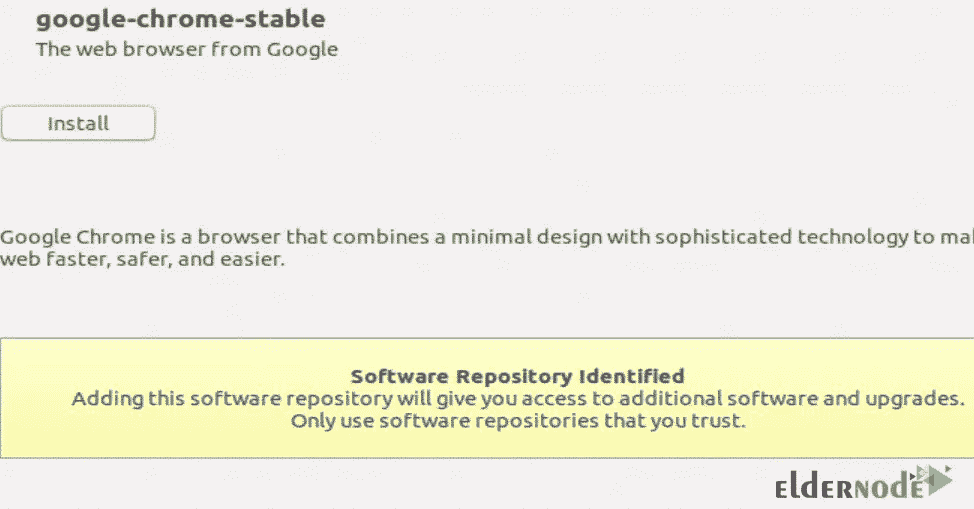 google-chrome-stable
The web browser from Google
Install
Google Chrome is a browser that combines a minimal design with sophisticated technology to
web faster, safer, and easier.
Software Repository Identified
Adding this software repository will give you access to additional software and upgrades.
Only use software repositories that you trust.
eldernode